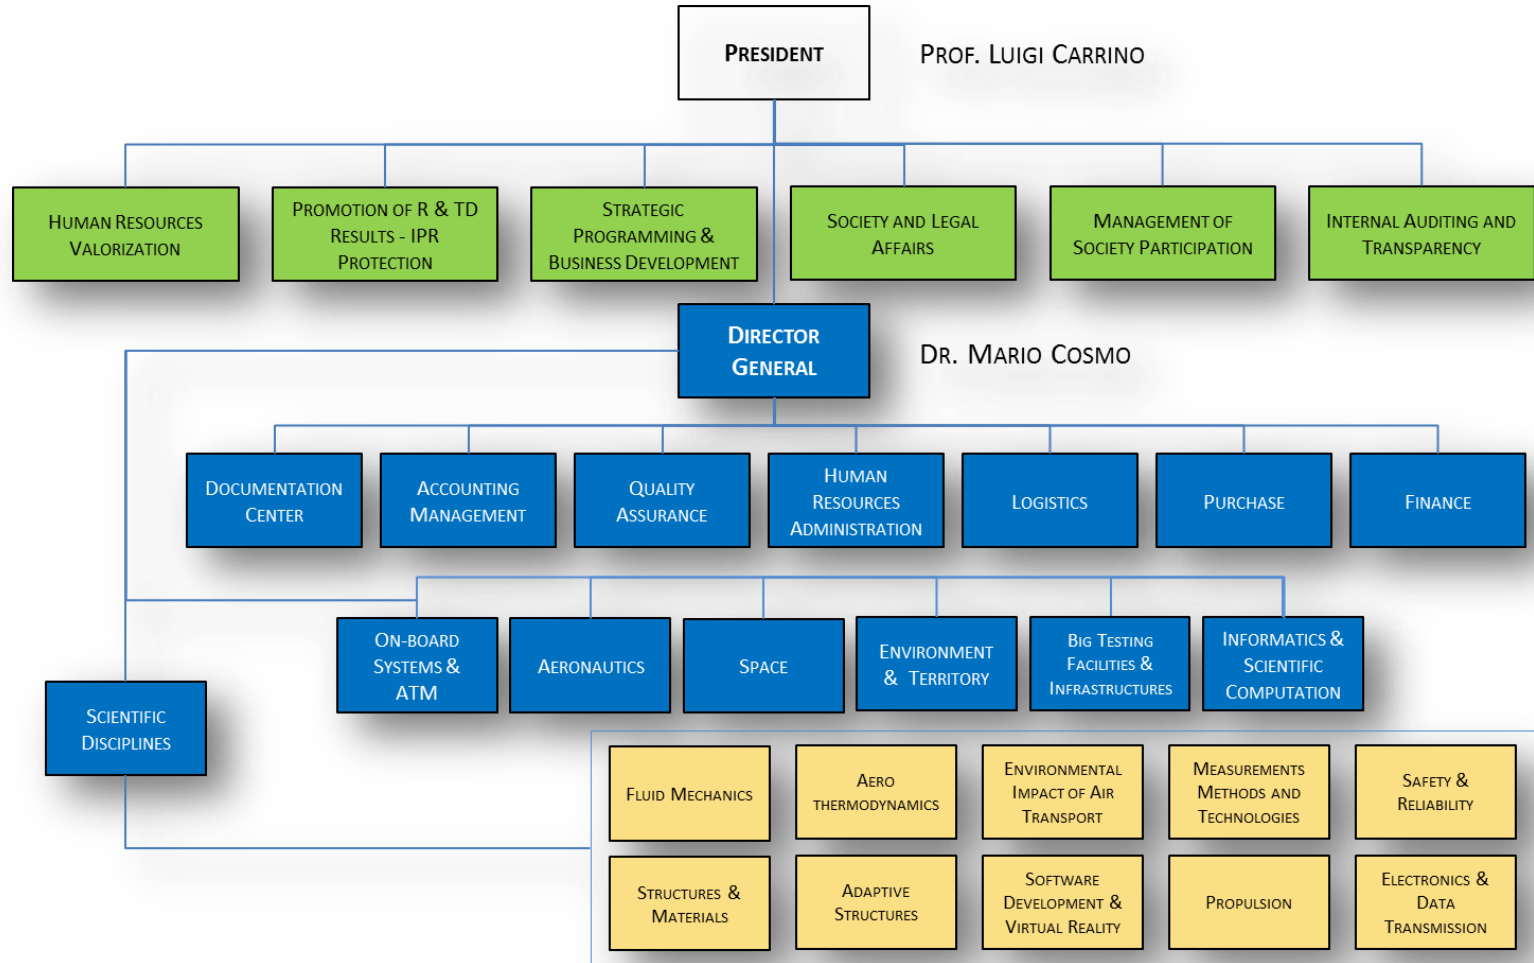 PRESIDENT
PROF. LUIGI CARRINO
HUMAN RESOURCES
VALORIZATION
PROMOTION OF R & TD
RESULTS - IPR
PROTECTION
STRATEGIC
PROGRAMMING &
BUSINESS DEVELOPMENT
SOCIETY AND LEGAL
AFFAIRS
MANAGEMENT OF
SOCIETY PARTICIPATION
INTERNAL AUDITING AND
TRANSPARENCY
DIRECTOR
GENERAL
DR. MARIO COSMO
DOCUMENTATION
CENTER
ACCOUNTING
MANAGEMENT
QUALITY
ASSURANCE
HUMAN
RESOURCES
ADMINISTRATION
LOGISTICS
PURCHASE
FINANCE
ON-BOARD
SYSTEMS &
ATM
AERONAUTICS
SPACE
ENVIRONMENT
& TERRITORY
BIG TESTING
FACILITIES &
INFRASTRUCTURES
INFORMATICS &
SCIENTIFIC
COMPUTATION
SCIENTIFIC
DISCIPLINES
FLUID MECHANICS
AERO
THERMODYNAMICS
ENVIRONMENTAL
IMPACT OF AIR
TRANSPORT
MEASUREMENTS
METHODS AND
TECHNOLOGIES
SAFETY &
RELIABILITY
STRUCTURES &
MATERIALS
ADAPTIVE
STRUCTURES
SOFTWARE
DEVELOPMENT &
VIRTUAL REALITY
PROPULSION
ELECTRONICS &
DATA
TRANSMISSION